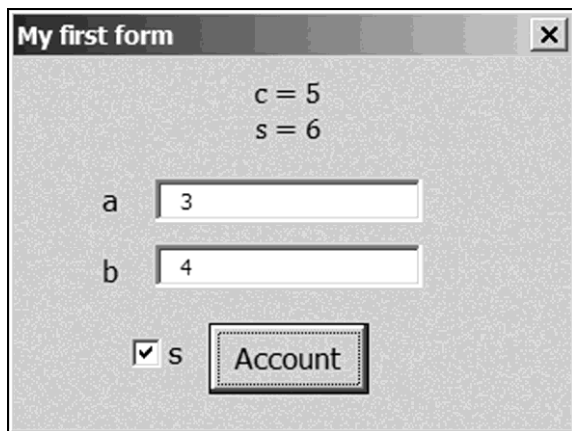 My first form
c = 5
s = 6
a 3
b 4
s Account